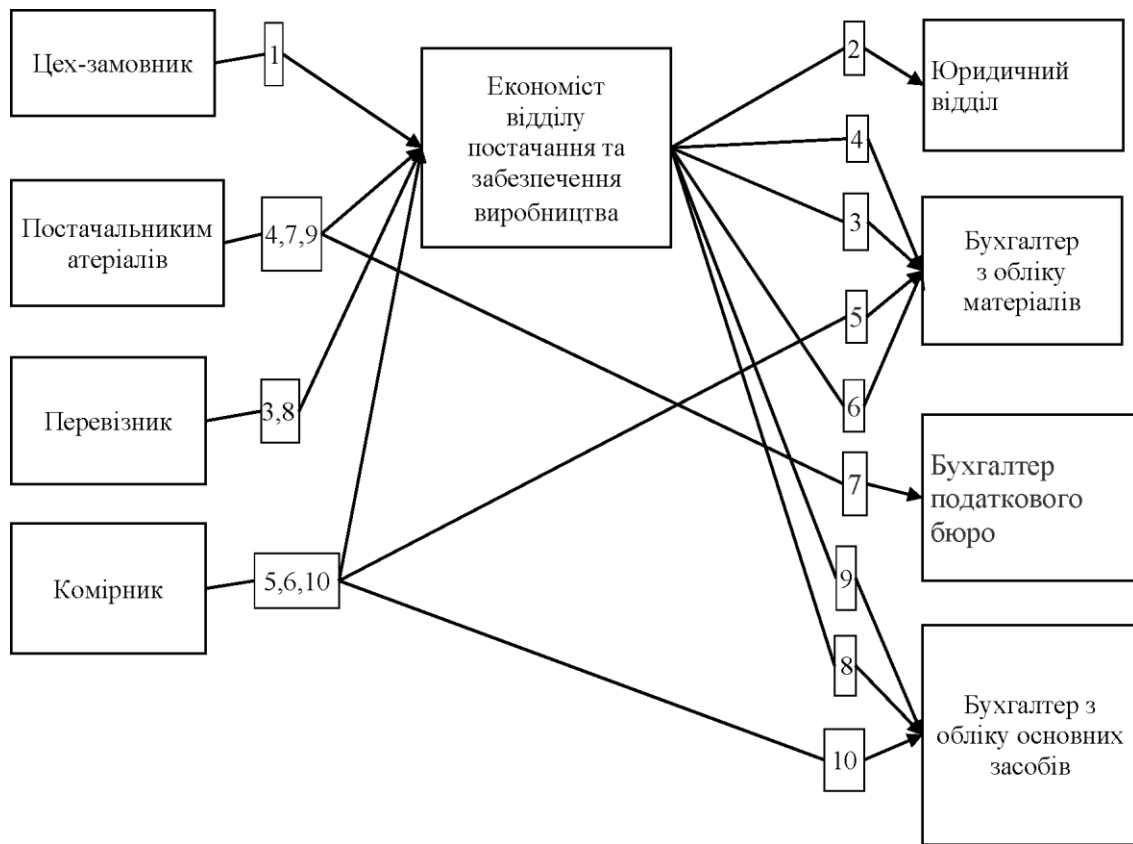 Цех-замовник
1
Економіст
відділу
постачання та
забезпечення
виробництва
2
Юридичний
відділ
4
Постачальником
атеріалів
4,7,9
3
Бухгалтер
з обліку
матеріалів
5
Перевізник
3,8
6
Бухгалтер
податкового
бюро
7
Комірник
5,6,10
9
8
Бухгалтер з
обліку основних
засобів
10